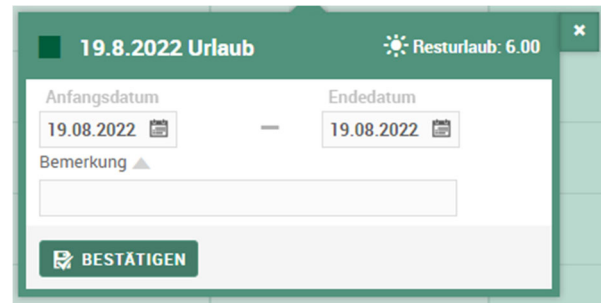 19.8.2022 Urlaub Resturlaub: 6.00
Anfangsdatum Endedatum
19.08.2022 — 19.08.2022
Bemerkung
BESTÄTIGEN